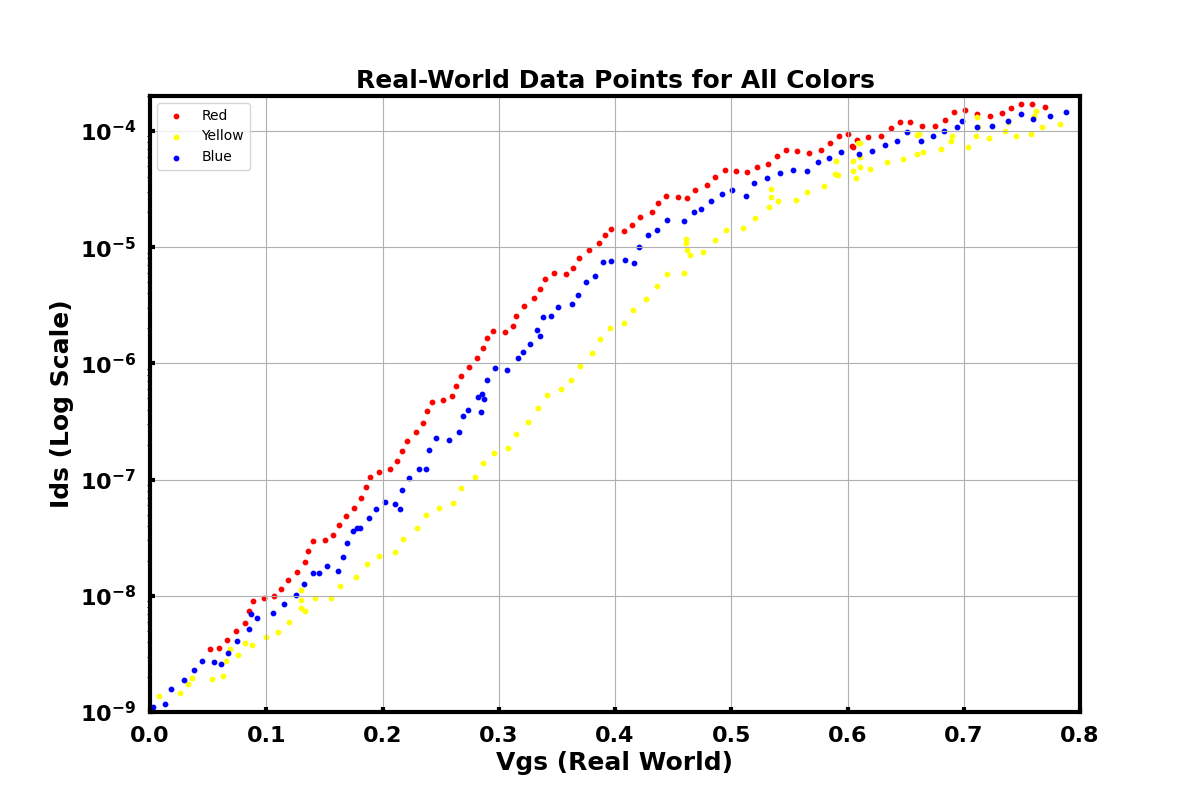 Real-World Data Points for All Colors
Red
Yellow
Blue
Ids (Log Scale)
10⁻⁴
10⁻⁵
10⁻⁶
10⁻⁷
10⁻⁸
10⁻⁹
0.0 0.1 0.2 0.3 0.4 0.5 0.6 0.7 0.8
Vgs (Real World)